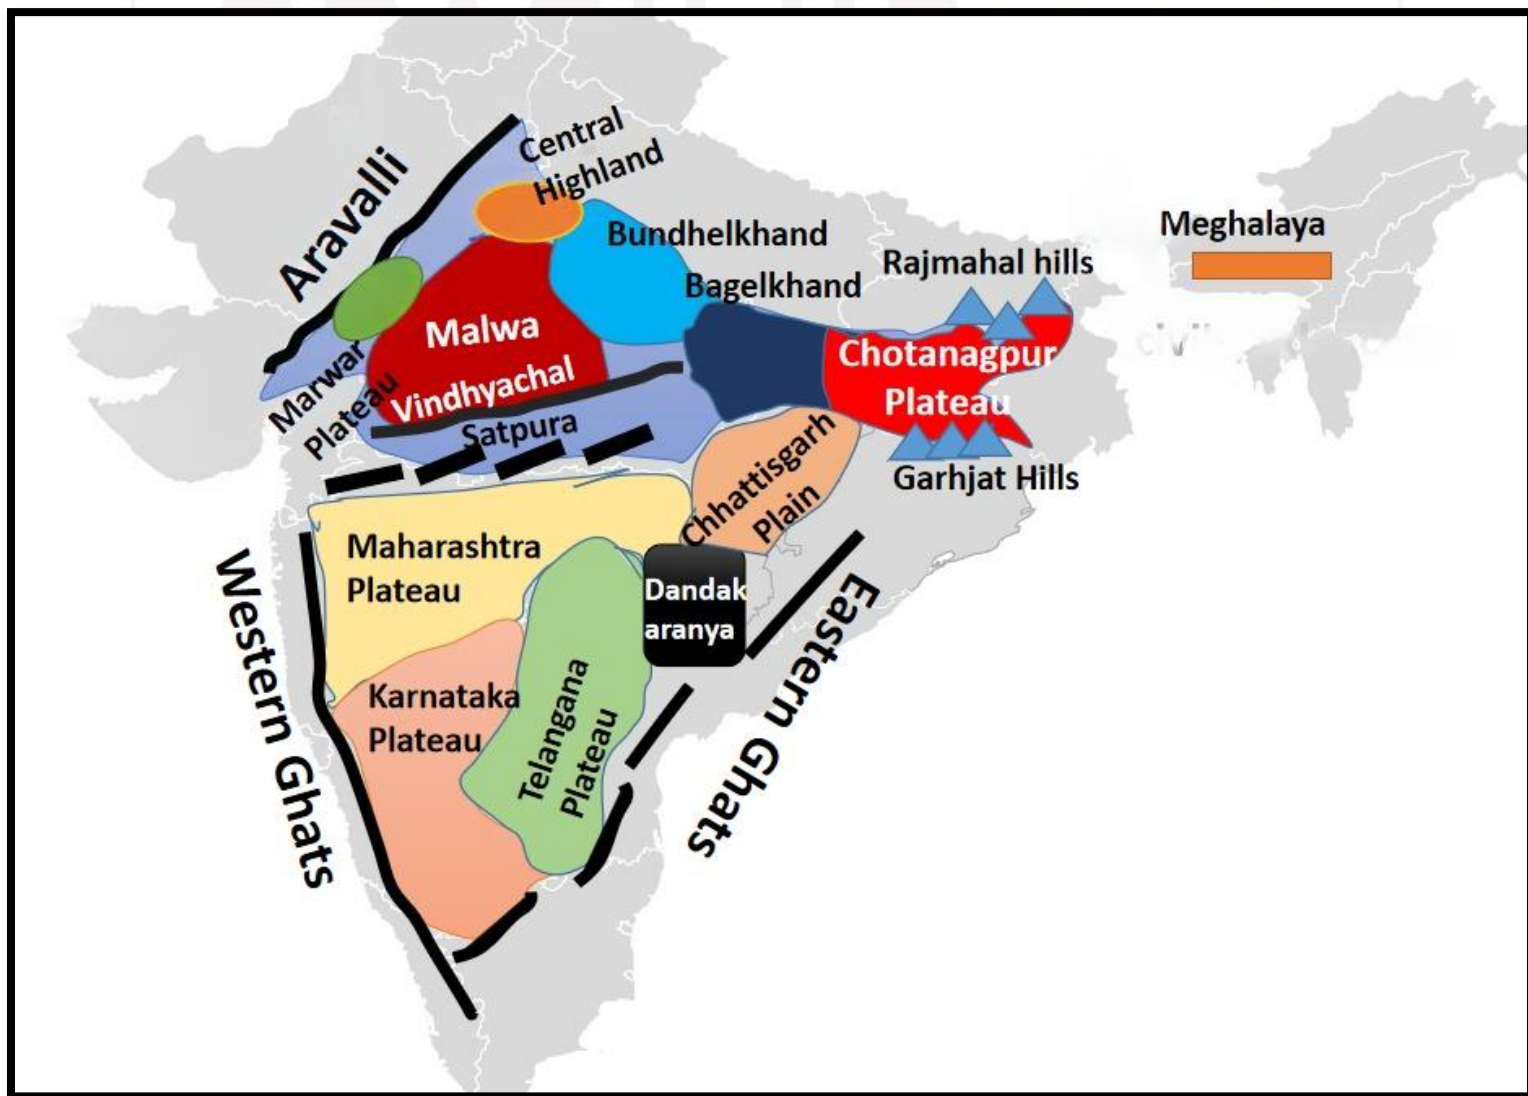 Central
Highland
Aravalli
Bundhelkhand
Meghalaya
Rajmahal hills
Bagelkhand
Malwa
Chotanagpur
Plateau
Marwar
Plateau
Vindhyachal
Satpura
Garhjat Hills
Chhattisgarh
Plain
Maharashtra
Plateau
Dandak
aranya
Western Ghats
Eastern Ghats
Karnataka
Plateau
Telangana
Plateau